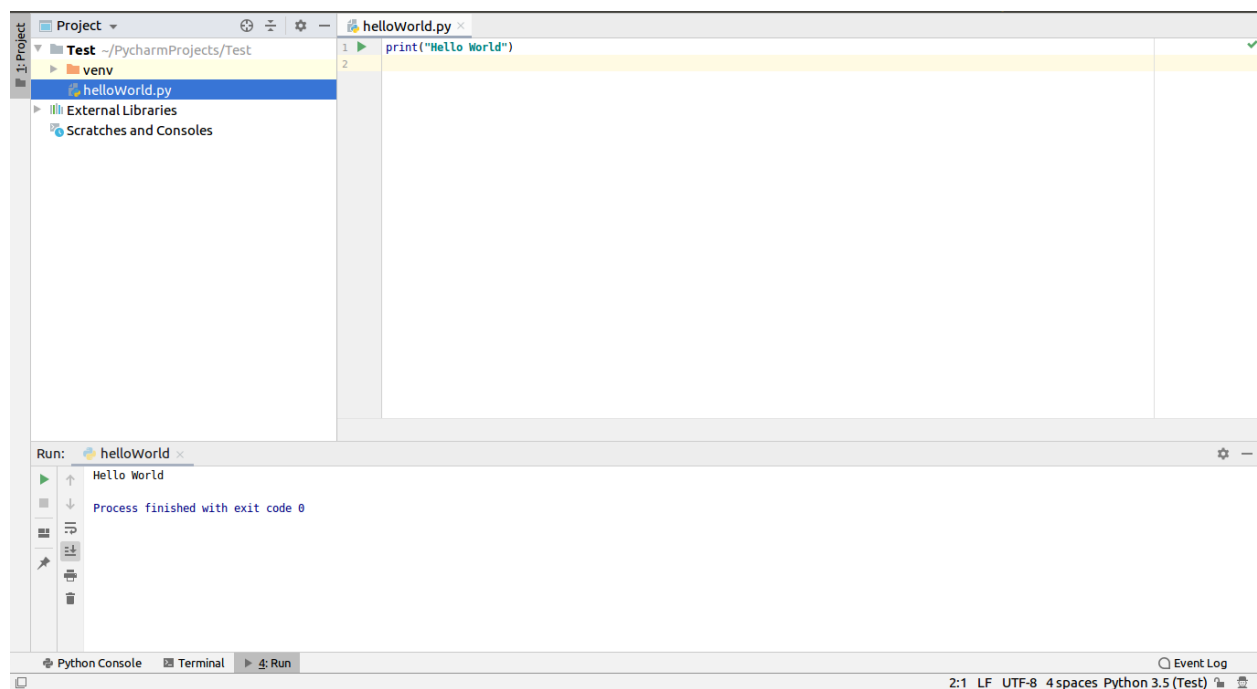 1: Project
Project
Test ~/PycharmProjects/Test
venv
helloWorld.py
External Libraries
Scratches and Consoles
helloWorld.py
1 print("Hello World")
2
Run: helloWorld
Hello World
Process finished with exit code 0
Python Console Terminal 4: Run Event Log
2:1 LF UTF-8 4 spaces Python 3.5 (Test)